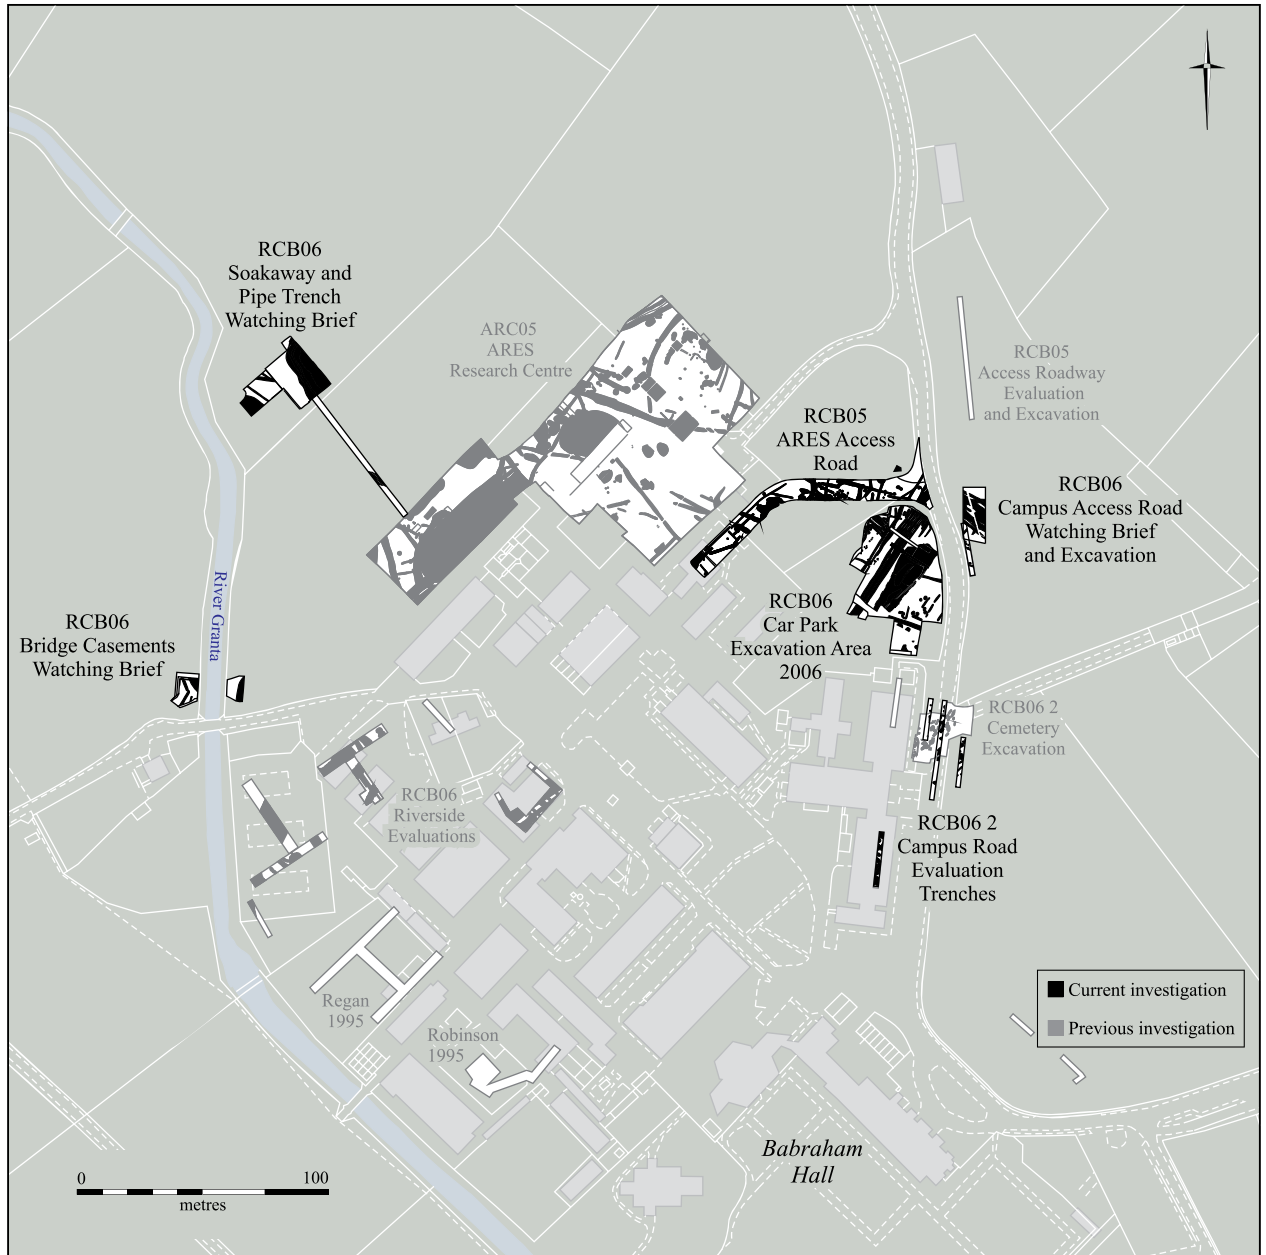 RCB06
Soakaway and
Pipe Trench
Watching Brief
ARC05
ARES
Research Centre
RCB05
Access Roadway
Evaluation
and Excavation
RCB05
ARES Access
Road
RCB06
Campus Access Road
Watching Brief
and Excavation
River Granta
RCB06
Bridge Casements
Watching Brief
RCB06
Car Park
Excavation Area
2006
RCB06 2
Cemetery
Excavation
RCB06
Riverside
Evaluations
RCB06 2
Campus Road
Evaluation
Trenches
Regan
1995
Robinson
1995
Current investigation
Previous investigation
Babraham
Hall
0 100
metres